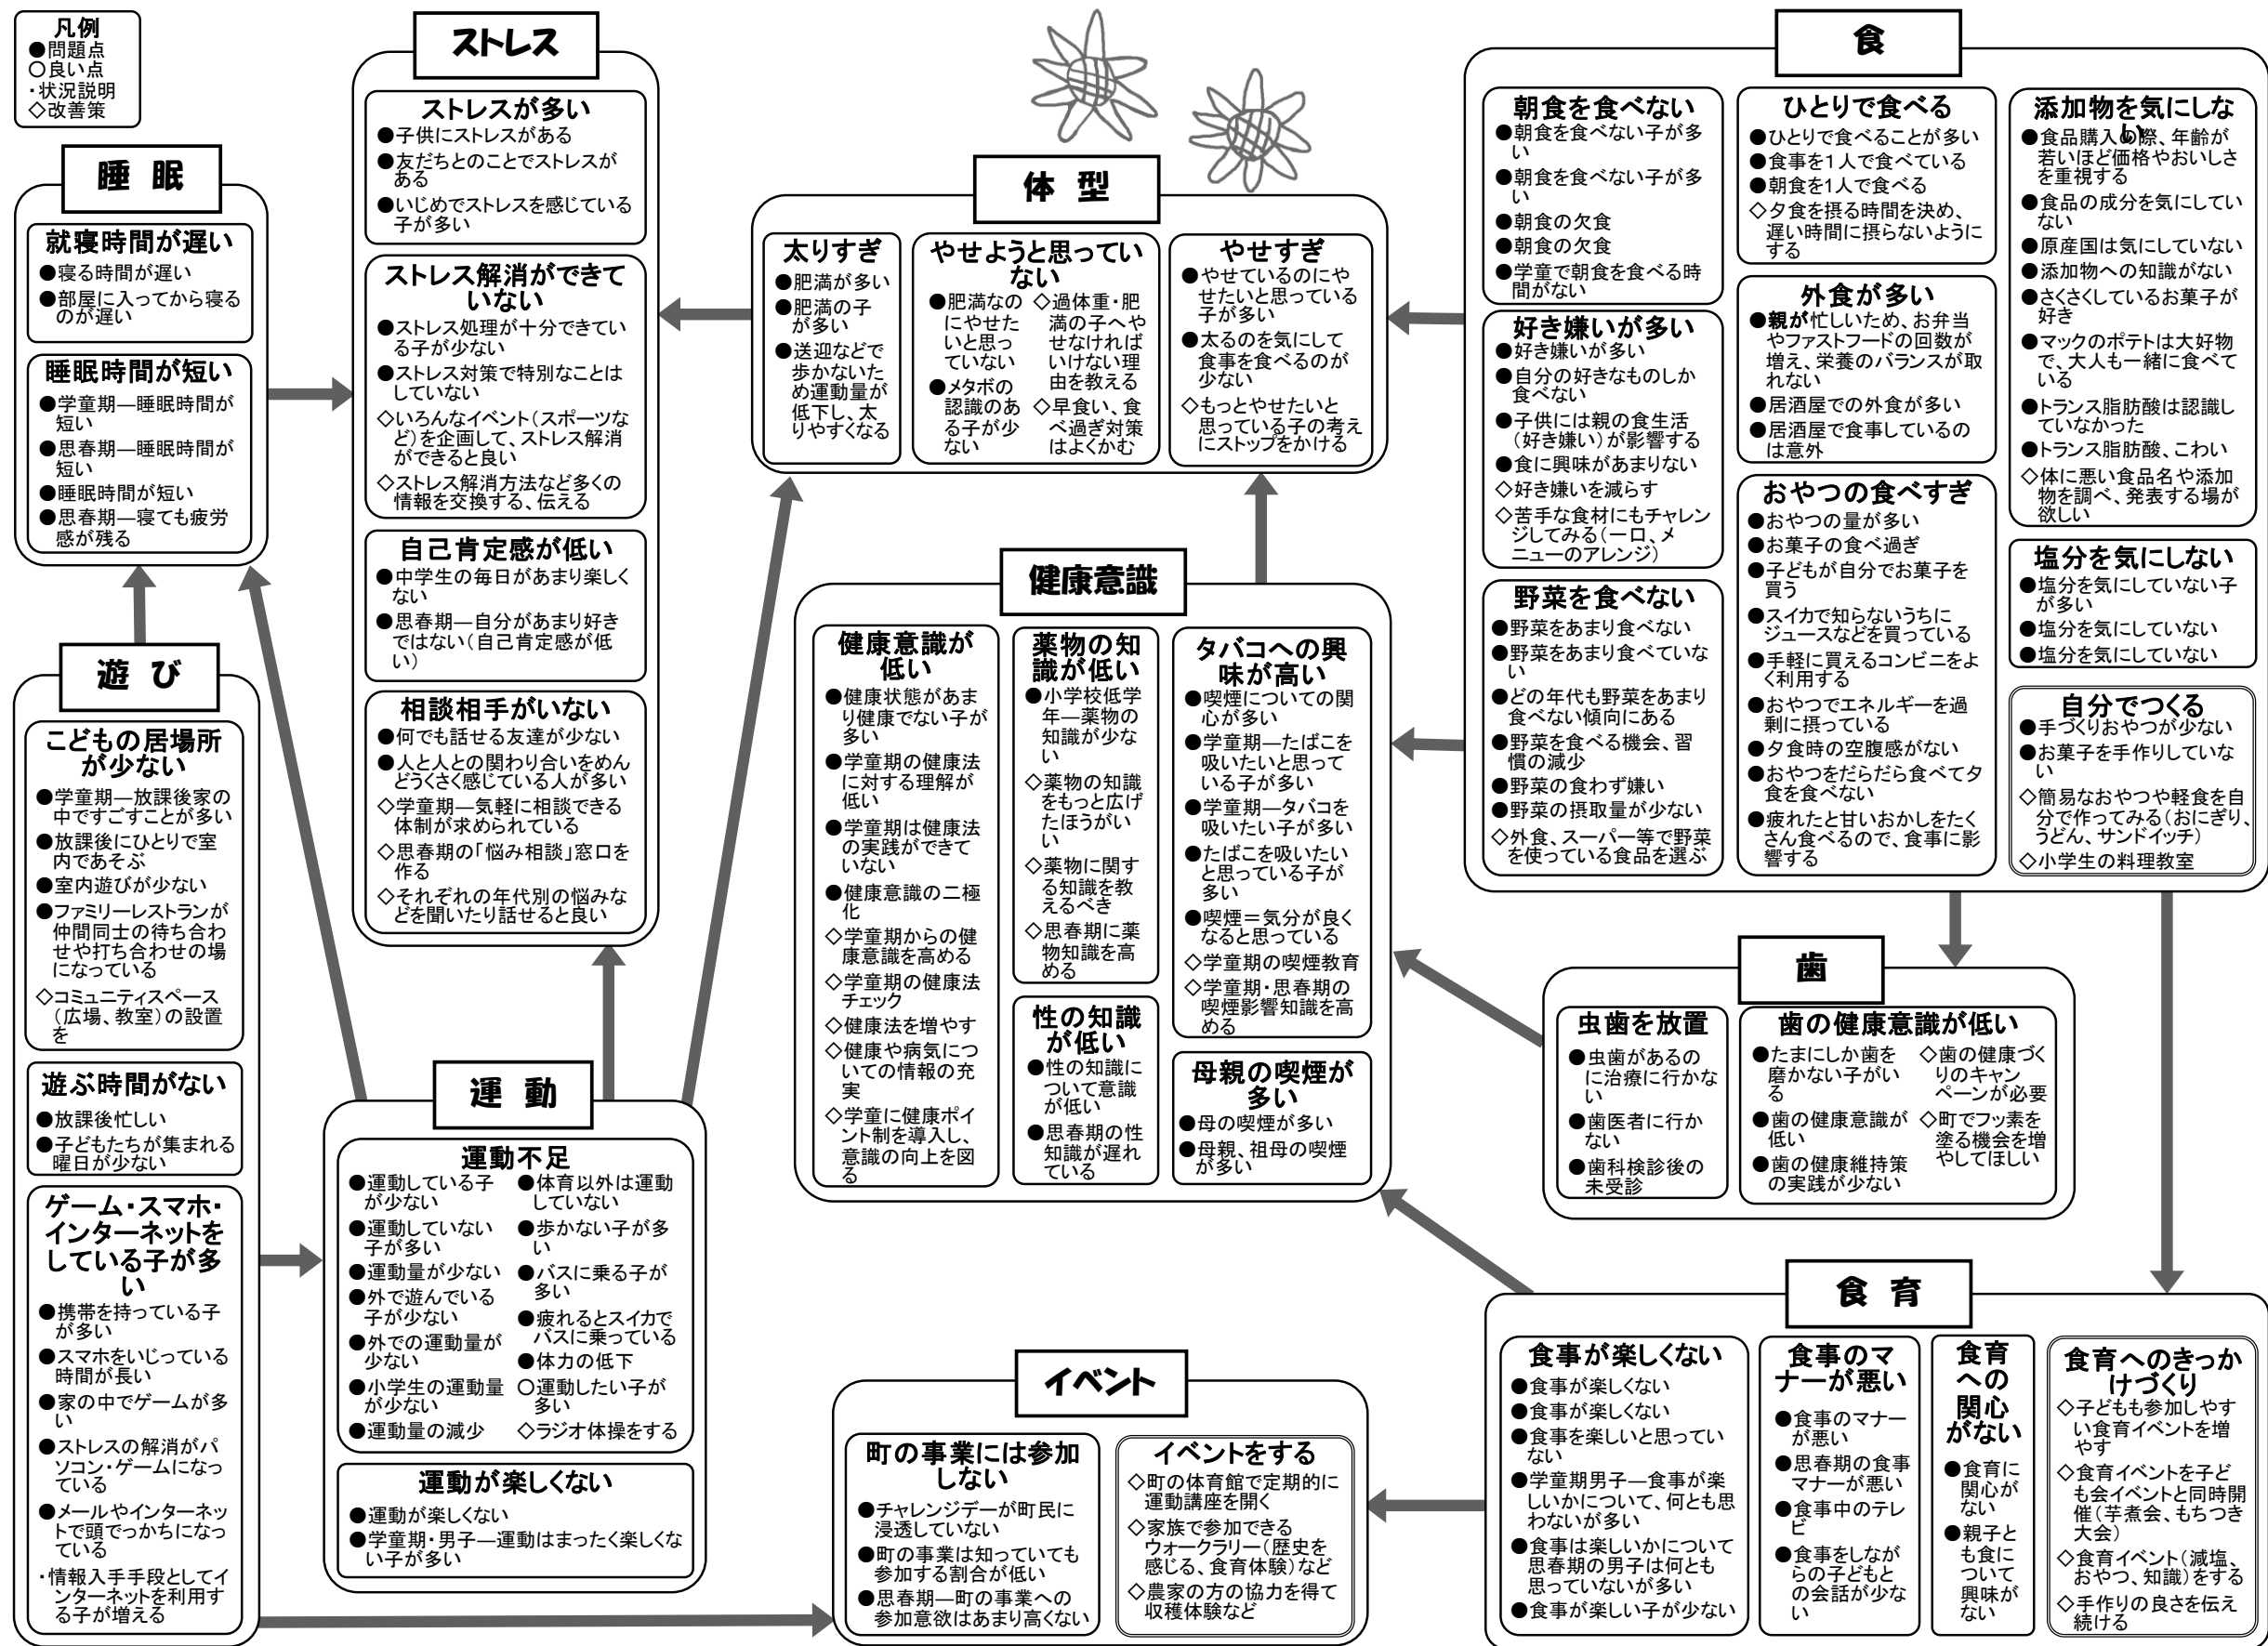 凡例
●問題点
○良い点
・状況説明
◇改善策
睡 眠
就寝時間が遅い
●寝る時間が遅い
●部屋に入ってから寝る
のが遅い
睡眠時間が短い
●学童期―睡眠時間が
短い
●思春期―睡眠時間が
短い
●睡眠時間が短い
●思春期―寝ても疲労
感が残る
遊 び
こどもの居場所
が少ない
●学童期―放課後家の
中ですごすことが多い
●放課後にひとりで室
内であそぶ
●室内遊びが少ない
●ファミリーレストランが
仲間同士の待ち合わ
せや打ち合わせの場
になっている
◇コミュニティスペース
（広場、教室）の設置
を
遊ぶ時間がない
●放課後忙しい
●子どもたちが集まれる
曜日が少ない
ゲーム・スマホ・
インターネットを
している子が多
い
●携帯を持っている子
が多い
●スマホをいじっている
時間が長い
●家の中でゲームが多
い
●ストレスの解消がパ
ソコン・ゲームになっ
ている
●メールやインターネッ
トで頭でっかちになっ
ている
・情報入手手段としてイ
ンターネットを利用す
る子が増える
ストレス
ストレスが多い
●子供にストレスがある
●友だちとのことでストレスが
ある
●いじめでストレスを感じている
子が多い
ストレス解消ができて
いない
●ストレス処理が十分できてい
る子が少ない
●ストレス対策で特別なことは
していない
◇いろんなイベント（スポーツな
ど）を企画して、ストレス解消
ができると良い
◇ストレス解消方法など多くの
情報を交換する、伝える
自己肯定感が低い
●中学生の毎日があまり楽しく
ない
●思春期―自分があまり好き
ではない（自己肯定感が低
い）
相談相手がいない
●何でも話せる友達が少ない
●人と人との関わり合いをめん
どうくさく感じている人が多い
◇学童期―気軽に相談できる
体制が求められている
◇思春期の「悩み相談」窓口を
作る
◇それぞれの年代別の悩みな
どを聞いたり話せると良い
運 動
運動不足
●運動している子
が少ない
●運動していない
子が多い
●運動量が少ない
●外で遊んでいる
子が少ない
●外での運動量が
少ない
●小学生の運動量
が少ない
●運動量の減少
●体育以外は運動
していない
●歩かない子が多
い
●バスに乗る子が
多い
●疲れるとスイカで
バスに乗っている
●体力の低下
○運動したい子が
多い
◇ラジオ体操をする
運動が楽しくない
●運動が楽しくない
●学童期・男子―運動はまったく楽しくな
い子が多い
体 型
太りすぎ
●肥満が多い
●肥満の子
が多い
●送迎などで
歩かないた
め運動量が
低下し、太
りやすくなる
やせようと思ってい
ない
●肥満なの
にやせた
いと思っ
ていない
●メタボの
認識のあ
る子が少
ない
◇過体重・肥
満の子へや
せなければ
いけない理
由を教える
◇早食い、食
べ過ぎ対策
はよくかむ
やせすぎ
●やせているのにや
せたいと思っている
子が多い
●太るのを気にして
食事を食べるのが
少ない
◇もっとやせたいと
思っている子の考え
にストップをかける
健康意識
健康意識が
低い
●健康状態があま
り健康でない子が
多い
●学童期の健康法
に対する理解が
低い
●学童期は健康法
の実践ができて
いない
●健康意識の二極
化
◇学童期からの健
康意識を高める
◇学童期の健康法
チェック
◇健康法を増やす
◇健康や病気につ
いての情報の充
実
◇学童に健康ポイ
ント制を導入し、
意識の向上を図
る
薬物の知
識が低い
●小学校低学
年―薬物の
知識が少な
い
◇薬物の知識
をもっと広げ
たほうがい
い
◇薬物に関す
る知識を教
えるべき
◇思春期に薬
物知識を高
める
性の知識
が低い
●性の知識に
ついて意識
が低い
●思春期の性
知識が遅れ
ている
タバコへの興
味が高い
●喫煙についての関
心が多い
●学童期―たばこを
吸いたいと思って
いる子が多い
●学童期―タバコを
吸いたい子が多い
●たばこを吸いたい
と思っている子が
多い
●喫煙＝気分が良く
なると思っている
◇学童期の喫煙教育
◇学童期・思春期の
喫煙影響知識を高
める
母親の喫煙が
多い
●母の喫煙が多い
●母親、祖母の喫煙
が多い
イベント
町の事業には参加
しない
●チャレンジデーが町民に
浸透していない
●町の事業は知っていても
参加する割合が低い
●思春期―町の事業への
参加意欲はあまり高くない
イベントをする
◇町の体育館で定期的に
運動講座を開く
◇家族で参加できる
ウォークラリー（歴史を
感じる、食育体験）など
◇農家の方の協力を得て
収穫体験など
食
朝食を食べない
●朝食を食べない子が多
い
●朝食を食べない子が多
い
●朝食の欠食
●朝食の欠食
●学童で朝食を食べる時
間がない
好き嫌いが多い
●好き嫌いが多い
●自分の好きなものしか
食べない
●子供には親の食生活
（好き嫌い）が影響する
●食に興味があまりない
◇好き嫌いを減らす
◇苦手な食材にもチャレン
ジしてみる（一口、メ
ニューのアレンジ）
野菜を食べない
●野菜をあまり食べない
●野菜をあまり食べていな
い
●どの年代も野菜をあまり
食べない傾向にある
●野菜を食べる機会、習
慣の減少
●野菜の食わず嫌い
●野菜の摂取量が少ない
◇外食、スーパー等で野菜
を使っている食品を選ぶ
ひとりで食べる
●ひとりで食べることが多い
●食事を1人で食べている
●朝食を1人で食べる
◇夕食を摂る時間を決め、
遅い時間に摂らないように
する
外食が多い
●親が忙しいため、お弁当
やファストフードの回数が
増え、栄養のバランスが取
れない
●居酒屋での外食が多い
●居酒屋で食事しているの
は意外
おやつの食べすぎ
●おやつの量が多い
●お菓子の食べ過ぎ
●子どもが自分でお菓子を
買う
●スイカで知らないうちに
ジュースなどを買っている
●手軽に買えるコンビニをよ
く利用する
●おやつでエネルギーを過
剰に摂っている
●夕食時の空腹感がない
●おやつをだらだら食べて夕
食を食べない
●疲れたと甘いおかしをたく
さん食べるので、食事に影
響する
添加物を気にしな
い
●食品購入の際、年齢が
若いほど価格やおいしさ
を重視する
●食品の成分を気にしてい
ない
●原産国は気にしていない
●添加物への知識がない
●さくさくしているお菓子が
好き
●マックのポテトは大好物
で、大人も一緒に食べて
いる
●トランス脂肪酸は認識し
ていなかった
●トランス脂肪酸、こわい
◇体に悪い食品名や添加
物を調べ、発表する場が
欲しい
塩分を気にしない
●塩分を気にしていない子
が多い
●塩分を気にしていない
●塩分を気にしていない
自分でつくる
●手づくりおやつが少ない
●お菓子を手作りしていな
い
◇簡易なおやつや軽食を自
分で作ってみる（おにぎり、
うどん、サンドイッチ）
◇小学生の料理教室
歯
虫歯を放置
●虫歯があるの
に治療に行かな
い
●歯医者に行か
ない
●歯科検診後の
未受診
歯の健康意識が低い
●たまにしか歯を
磨かない子がい
る
●歯の健康意識が
低い
●歯の健康維持策
の実践が少ない
◇歯の健康づく
りのキャン
ペーンが必要
◇町でフッ素を
塗る機会を増
やしてほしい
食 育
食事が楽しくない
●食事が楽しくない
●食事が楽しくない
●食事を楽しいと思ってい
ない
●学童期男子―食事が楽
しいかについて、何とも思
わないが多い
●食事は楽しいかについて
思春期の男子は何とも
思っていないが多い
●食事が楽しい子が少ない
食事のマ
ナーが悪い
●食事のマナー
が悪い
●思春期の食事
マナーが悪い
●食事中のテレ
ビ
●食事をしなが
らの子どもと
の会話が少な
い
食育
への
関心
がない
●食育に
関心が
ない
●親子と
も食に
ついて
興味が
ない
食育へのきっか
けづくり
◇子どもも参加しやす
い食育イベントを増
やす
◇食育イベントを子ど
も会イベントと同時開
催（芋煮会、もちつき
大会）
◇食育イベント（減塩、
おやつ、知識）をする
◇手作りの良さを伝え
続ける